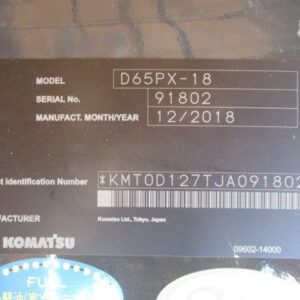 MODEL D65PX-18
SERIAL No. 91802
MANUFACT. MONTH/YEAR 12/2018
t Identification Number *KMT0D127TJA091802
FACTURER Komatsu Ltd., Tokyo, Japan
KOMATSU
09602-14000
FUEL